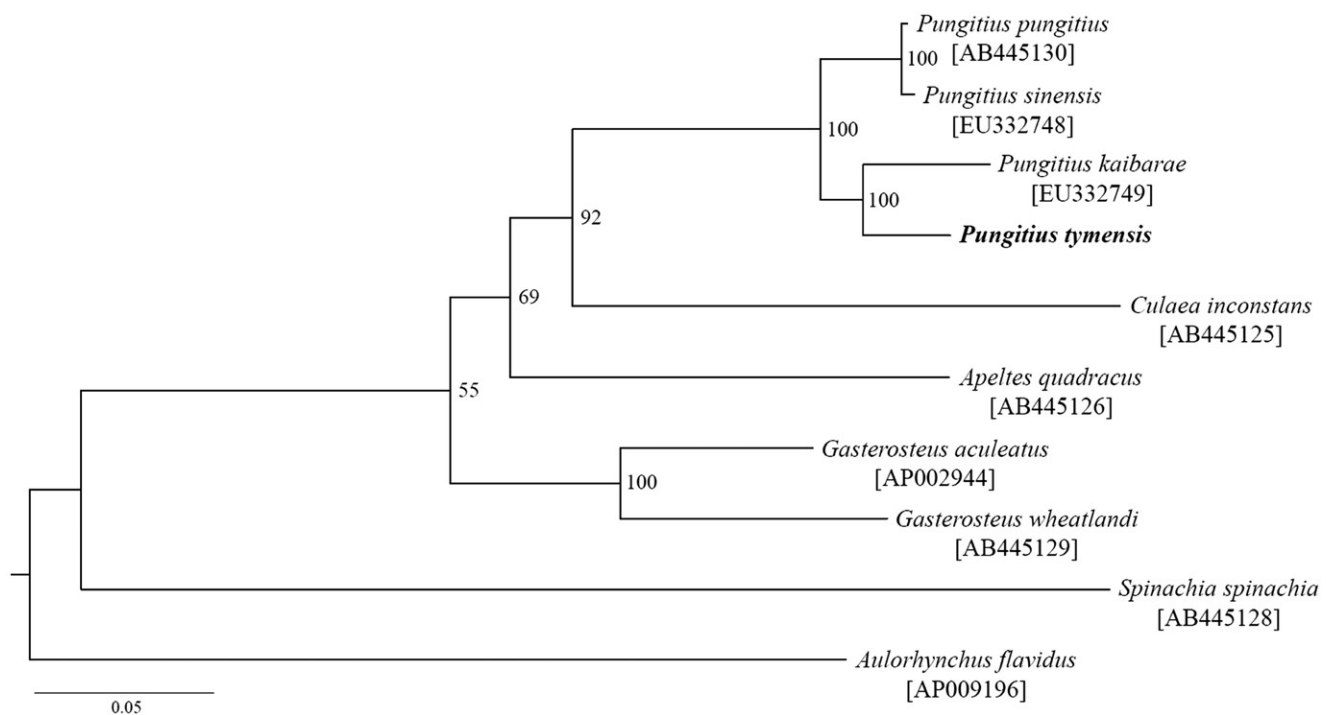 Pungitius pungitius
100 [AB445130]
Pungitius sinensis
[EU332748]
100
Pungitius kaibarae
[EU332749]
100
Pungitius tymensis
92
69
Culaea inconstans
[AB445125]
Apeltes quadracus
[AB445126]
55
Gasterosteus aculeatus
[AP002944]
100
Gasterosteus wheatlandi
[AB445129]
Spinachia spinachia
[AB445128]
Aulorhynchus flavidus
[AP009196]
0.05